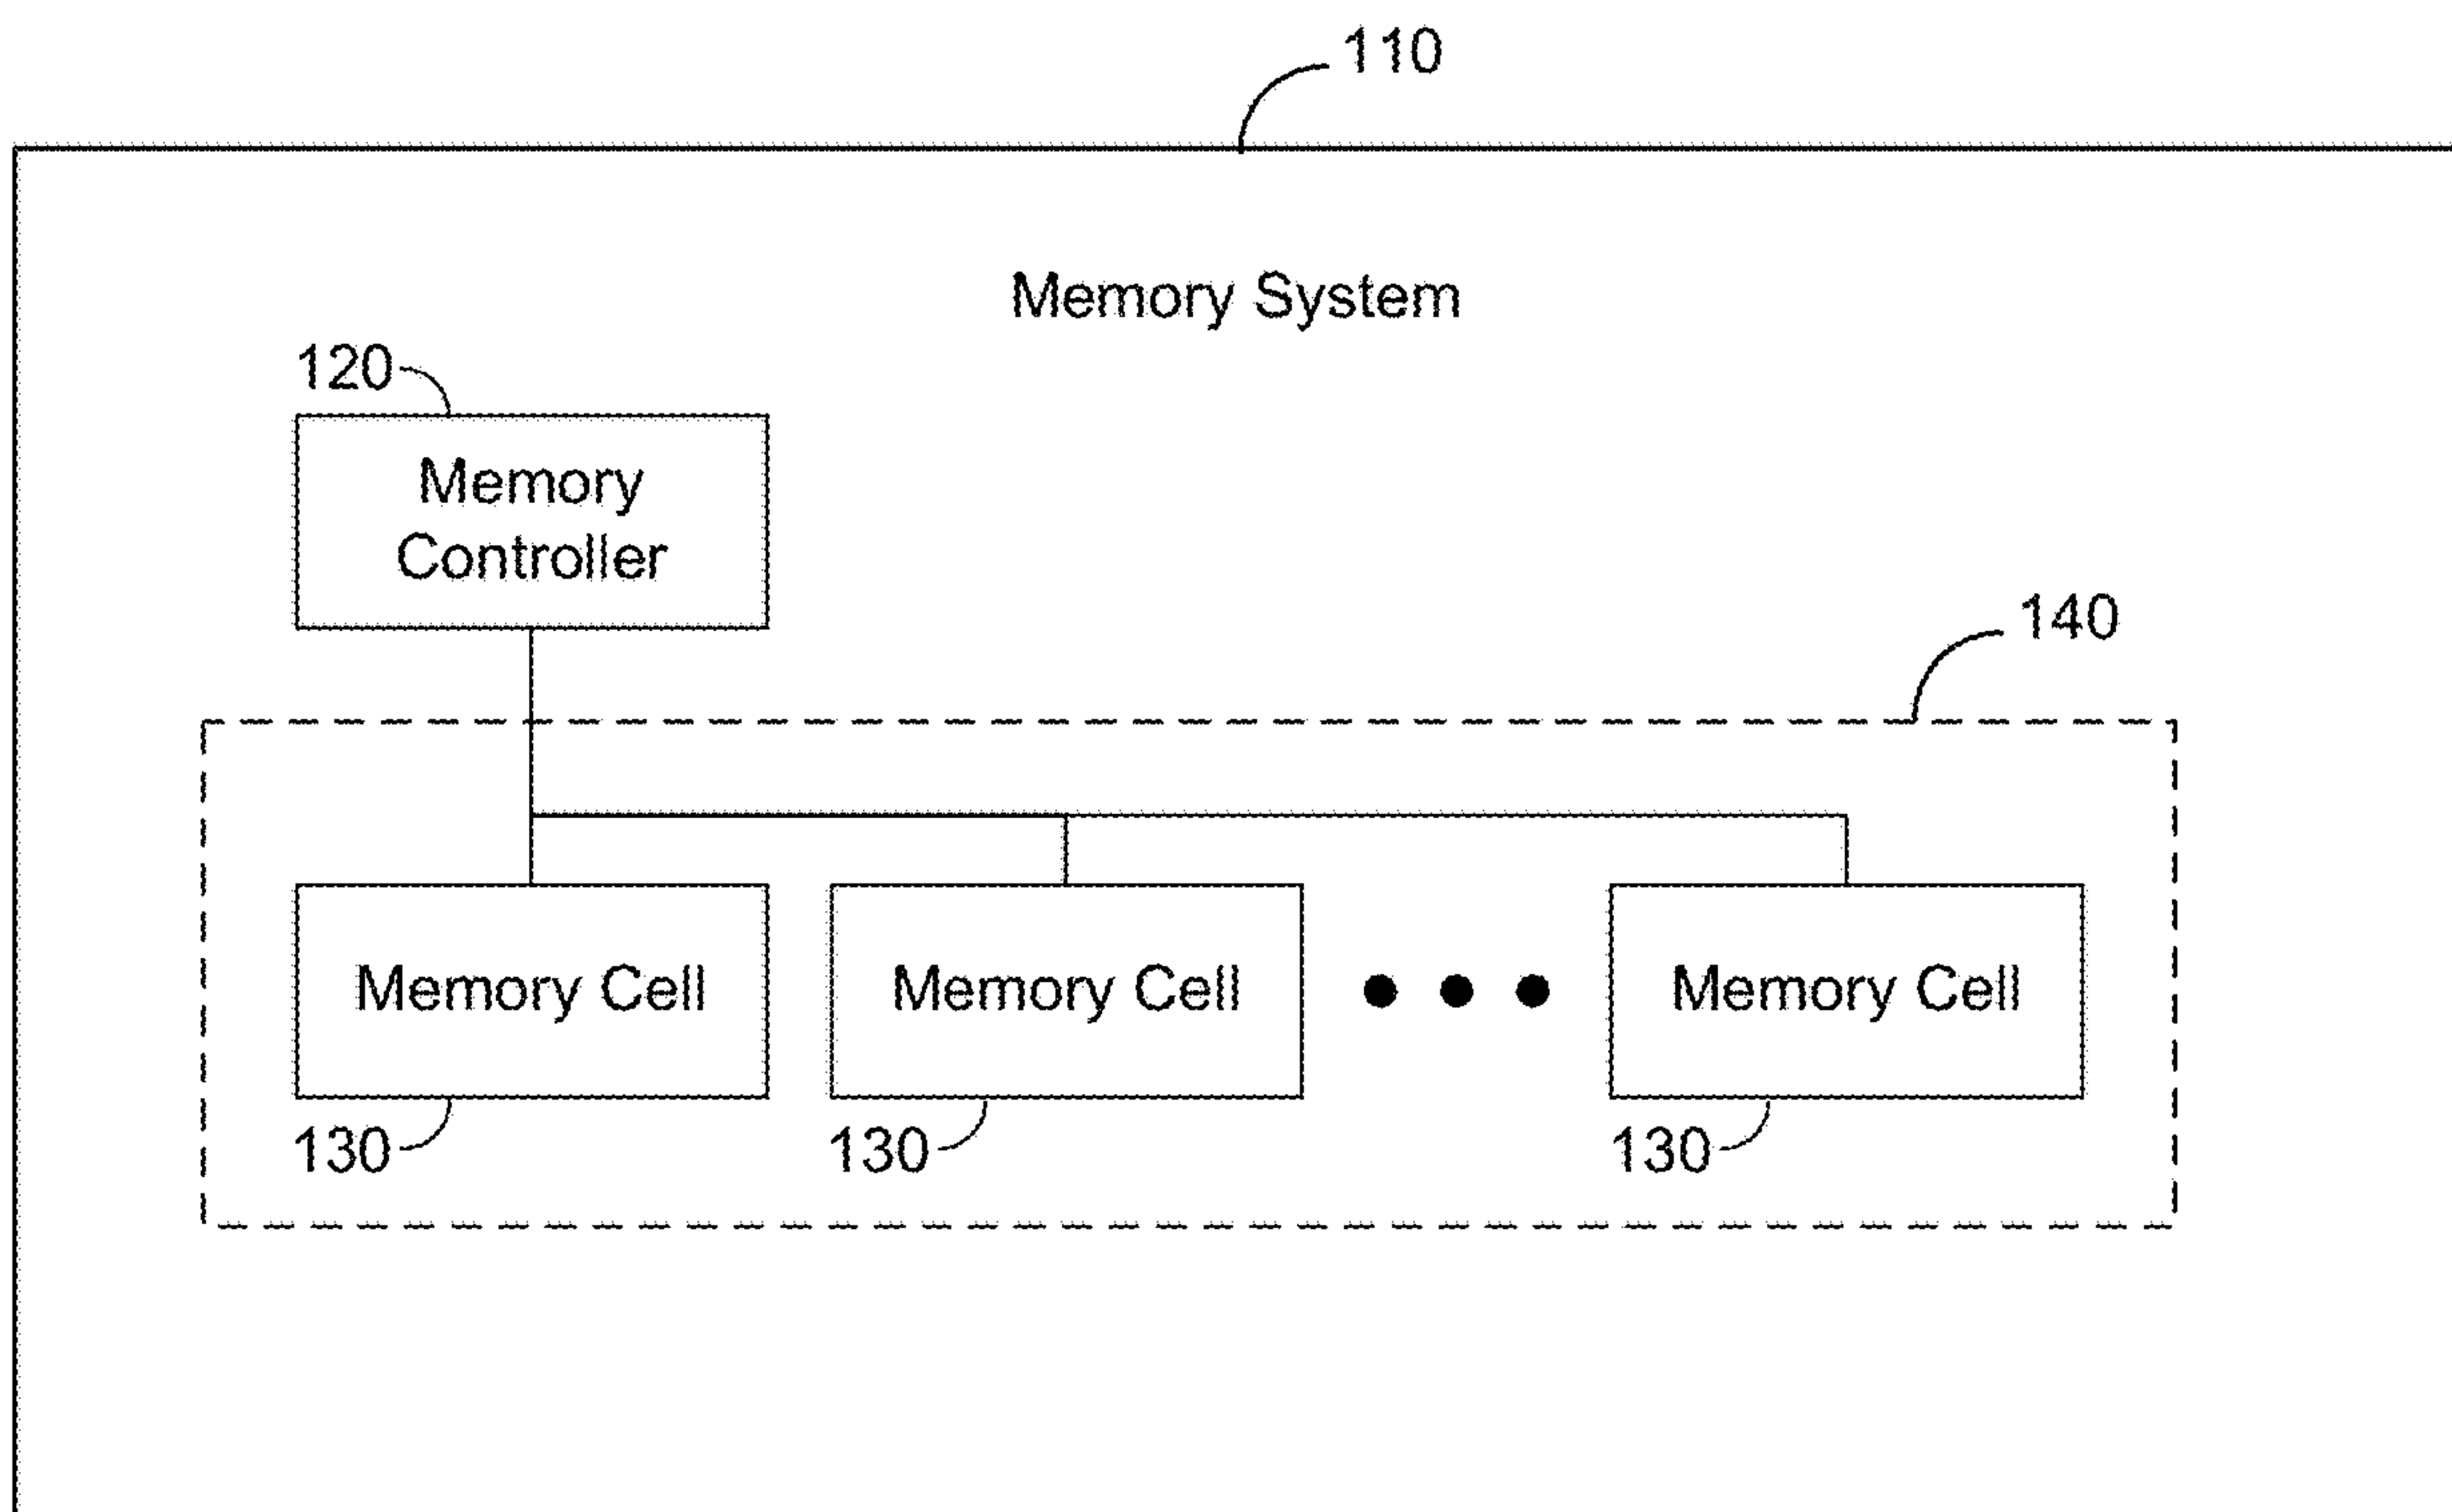 110
Memory System
120
Memory
Controller
140
Memory Cell
Memory Cell
Memory Cell
130
130
130